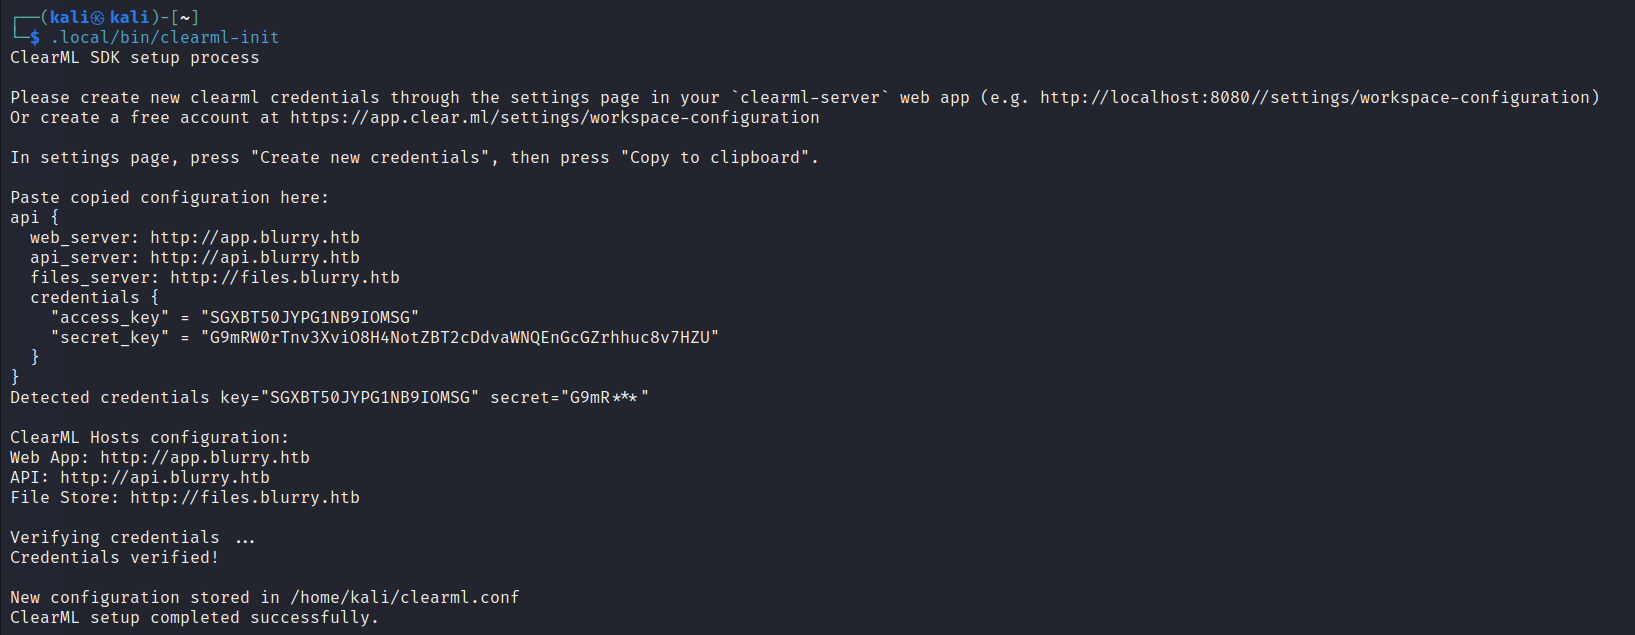 ┌──(kali㉿kali)-[~]
└─$ .local/bin/clearml-init
ClearML SDK setup process

Please create new clearml credentials through the settings page in your `clearml-server` web app (e.g. http://localhost:8080//settings/workspace-configuration)
Or create a free account at https://app.clear.ml/settings/workspace-configuration

In settings page, press "Create new credentials", then press "Copy to clipboard".

Paste copied configuration here:
api {
  web_server: http://app.blurry.htb
  api_server: http://api.blurry.htb
  files_server: http://files.blurry.htb
  credentials {
    "access_key" = "SGXBT50JYPG1NB9IOMSG"
    "secret_key" = "G9mRW0rTnv3XviO8H4NotZBT2cDdvaWNQEnGcGZrhhuc8v7HZU"
  }
}
Detected credentials key="SGXBT50JYPG1NB9IOMSG" secret="G9mR***"

ClearML Hosts configuration:
Web App: http://app.blurry.htb
API: http://api.blurry.htb
File Store: http://files.blurry.htb

Verifying credentials ...
Credentials verified!

New configuration stored in /home/kali/clearml.conf
ClearML setup completed successfully.